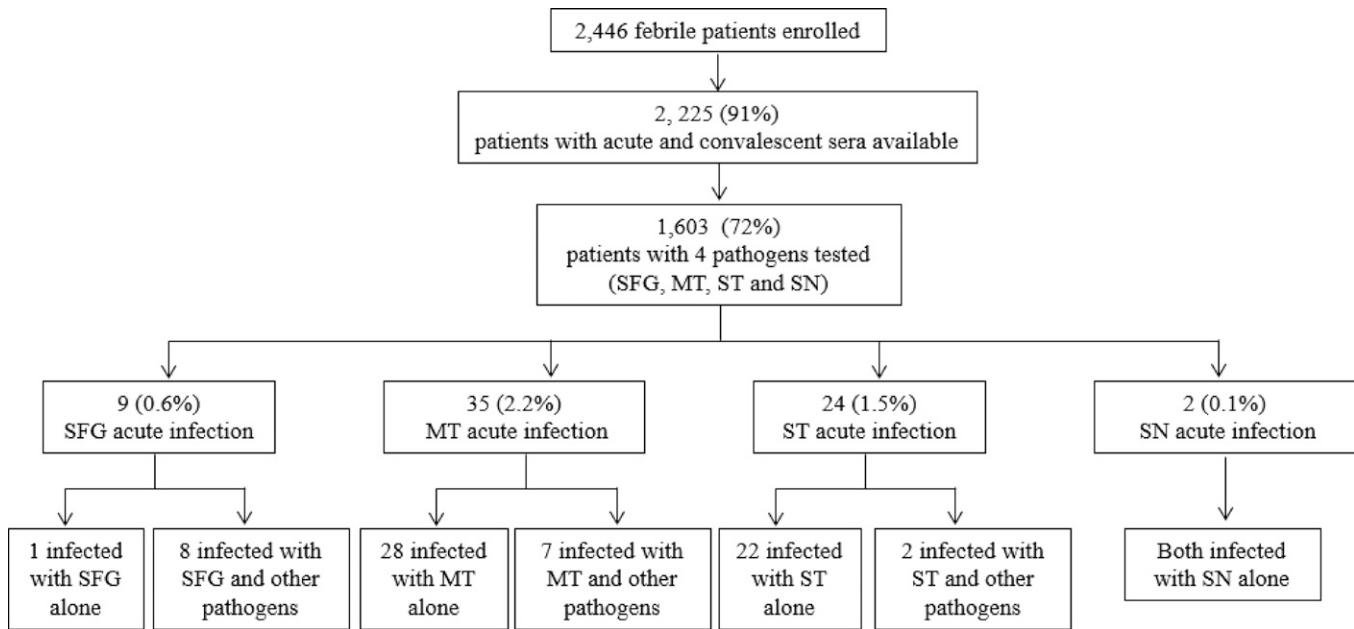 2,446 febrile patients enrolled
2, 225 (91%)
patients with acute and convalescent sera available
1,603 (72%)
patients with 4 pathogens tested
(SFG, MT, ST and SN)
9 (0.6%)
SFG acute infection
35 (2.2%)
MT acute infection
24 (1.5%)
ST acute infection
2 (0.1%)
SN acute infection
1 infected
with SFG
alone
8 infected with
SFG and other
pathogens
28 infected
with MT
alone
7 infected with
MT and other
pathogens
22 infected
with ST
alone
2 infected with
ST and other
pathogens
Both infected
with SN alone